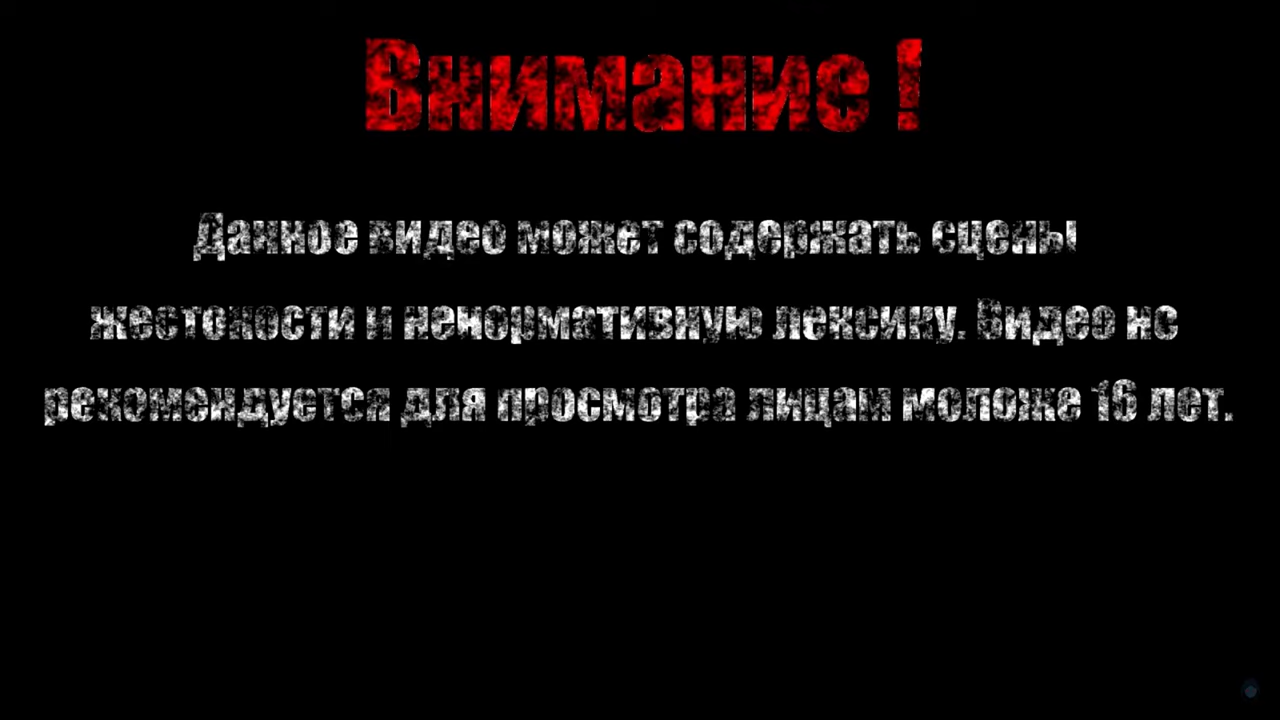 Внимание !
Данное видео может содержать сцены
жестокости и ненормативную лексику. Видео не
рекомендуется для просмотра лицам моложе 16 лет.